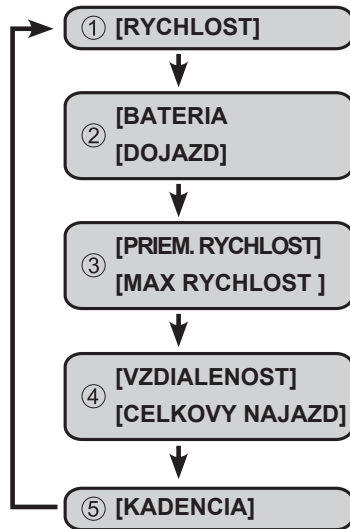 ① [RYCHLOST]
② [BATERIA
[DOJAZD]
③ [PRIEM. RYCHLOST]
[MAX RYCHLOST ]
④ [VZDIALENOST]
[CELKOVY NAJAZD]
⑤ [KADENCIA]